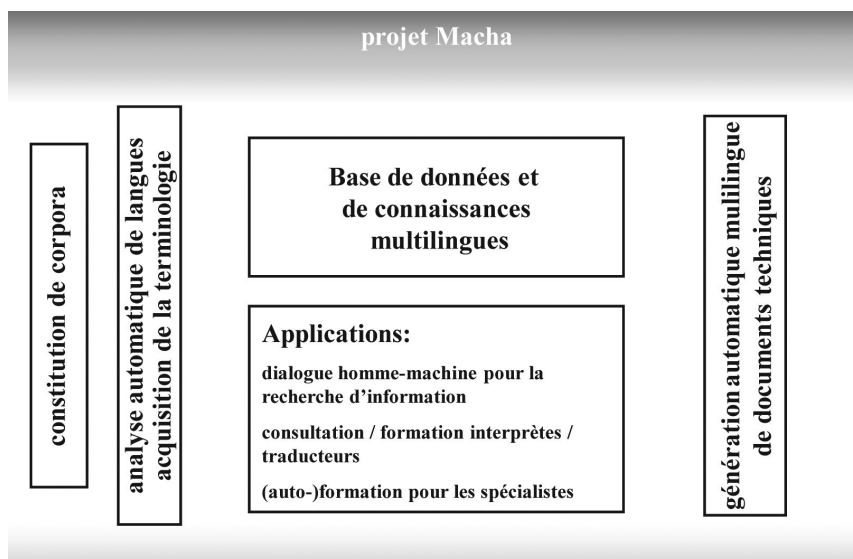 projet Macha
constitution de corpora
analyse automatique de langues
acquisition de la terminologie
Base de données et
de connaissances
multilingues
Applications:
dialogue homme-machine pour la
recherche d’information
consultation / formation interprètes /
traducteurs
(auto-)formation pour les spécialistes
génération automatique mulilingue
de documents techniques